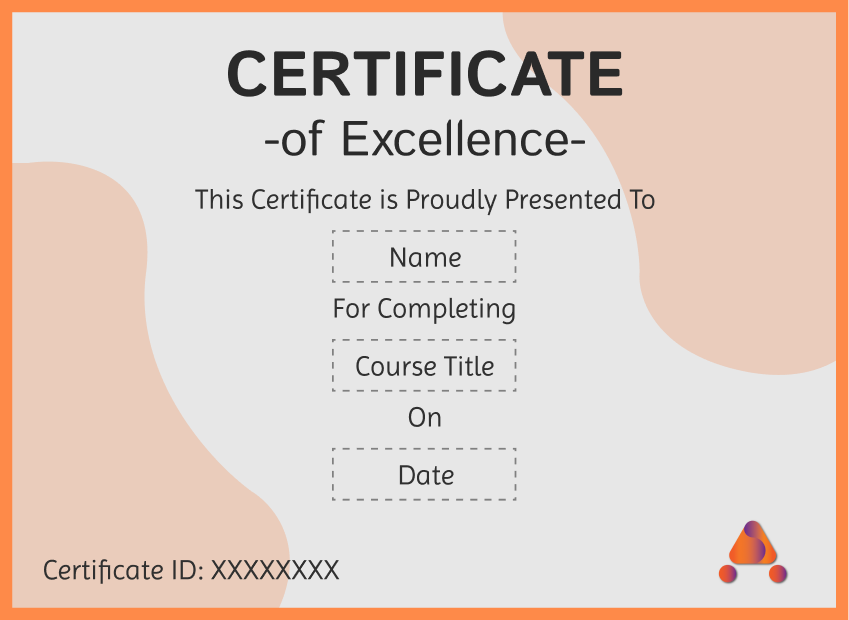 CERTIFICATE
-of Excellence-
This Certificate is Proudly Presented To
Name
For Completing
Course Title
On
Date
Certificate ID: XXXXXXXX